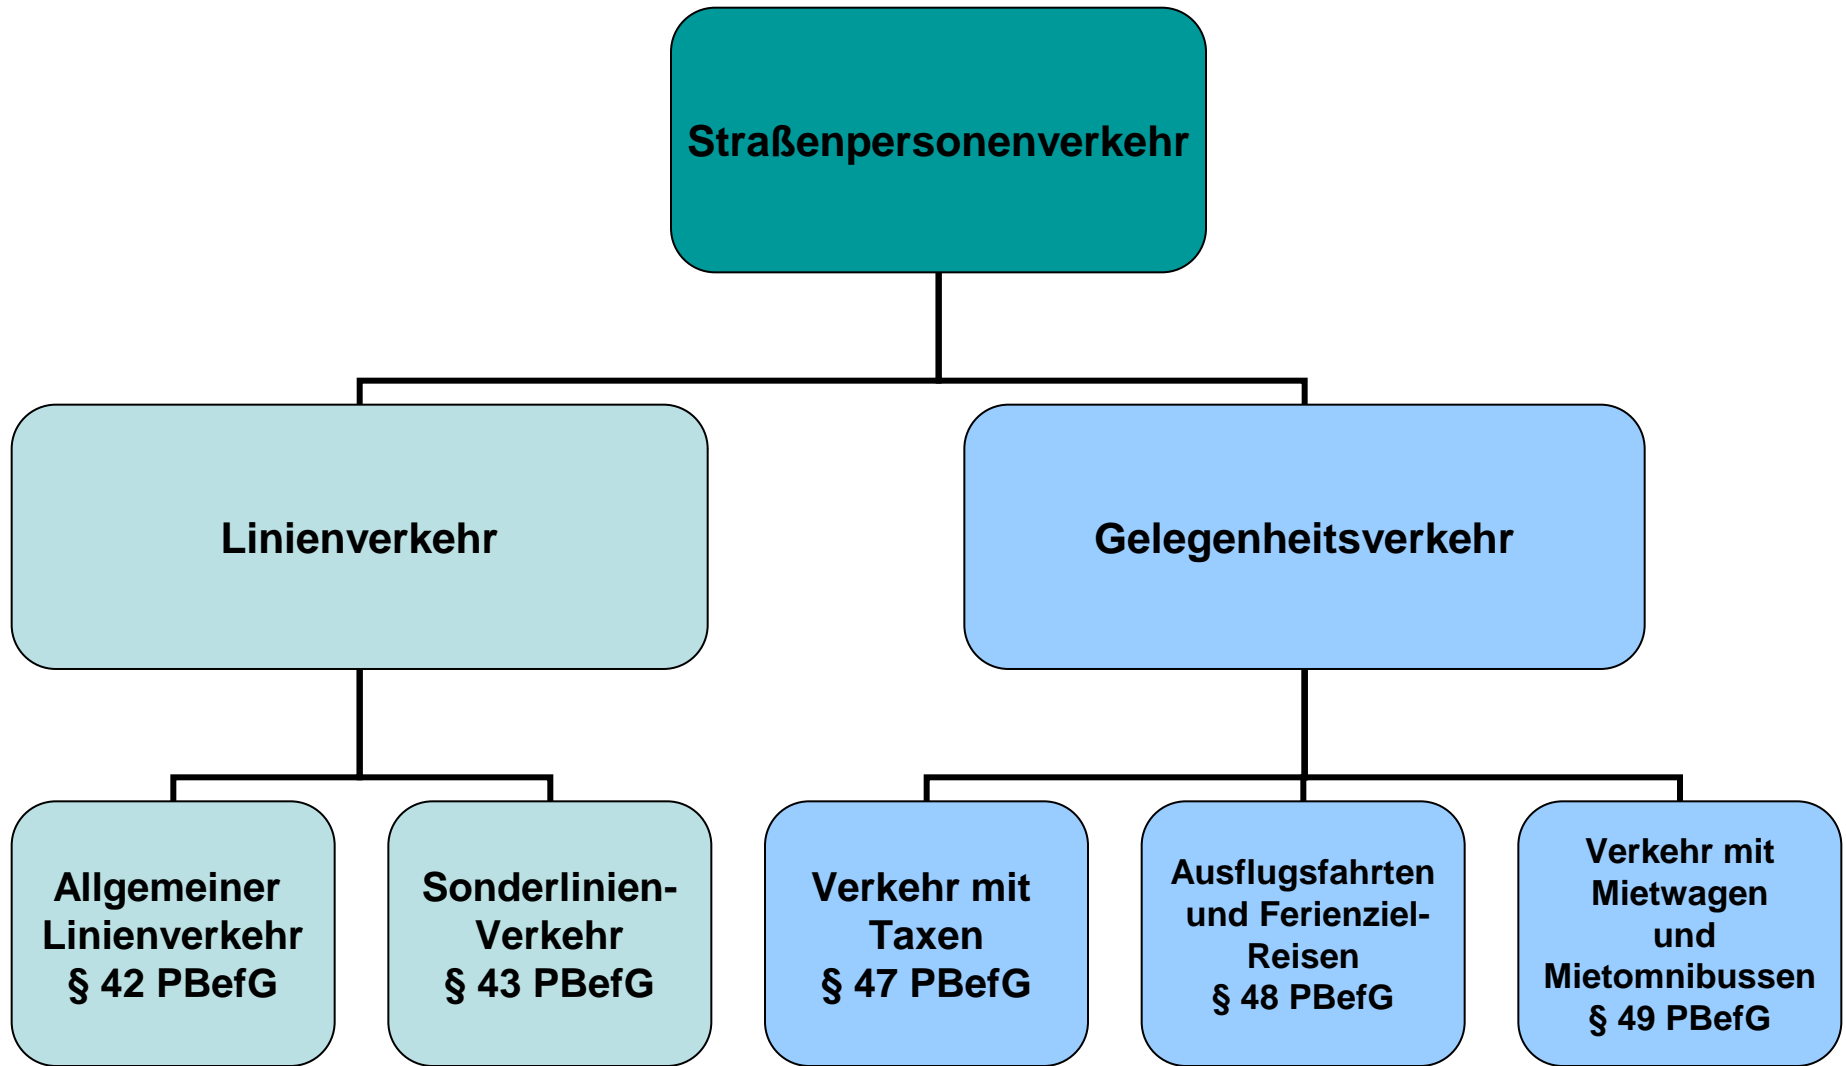 Straßenpersonenverkehr
Linienverkehr
Gelegenheitsverkehr
Allgemeiner
Linienverkehr
§ 42 PBefG
Sonderlinien-
Verkehr
§ 43 PBefG
Verkehr mit
Taxen
§ 47 PBefG
Ausflugsfahrten
und Ferienziel-
Reisen
§ 48 PBefG
Verkehr mit
Mietwagen
und
Mietomnibussen
§ 49 PBefG